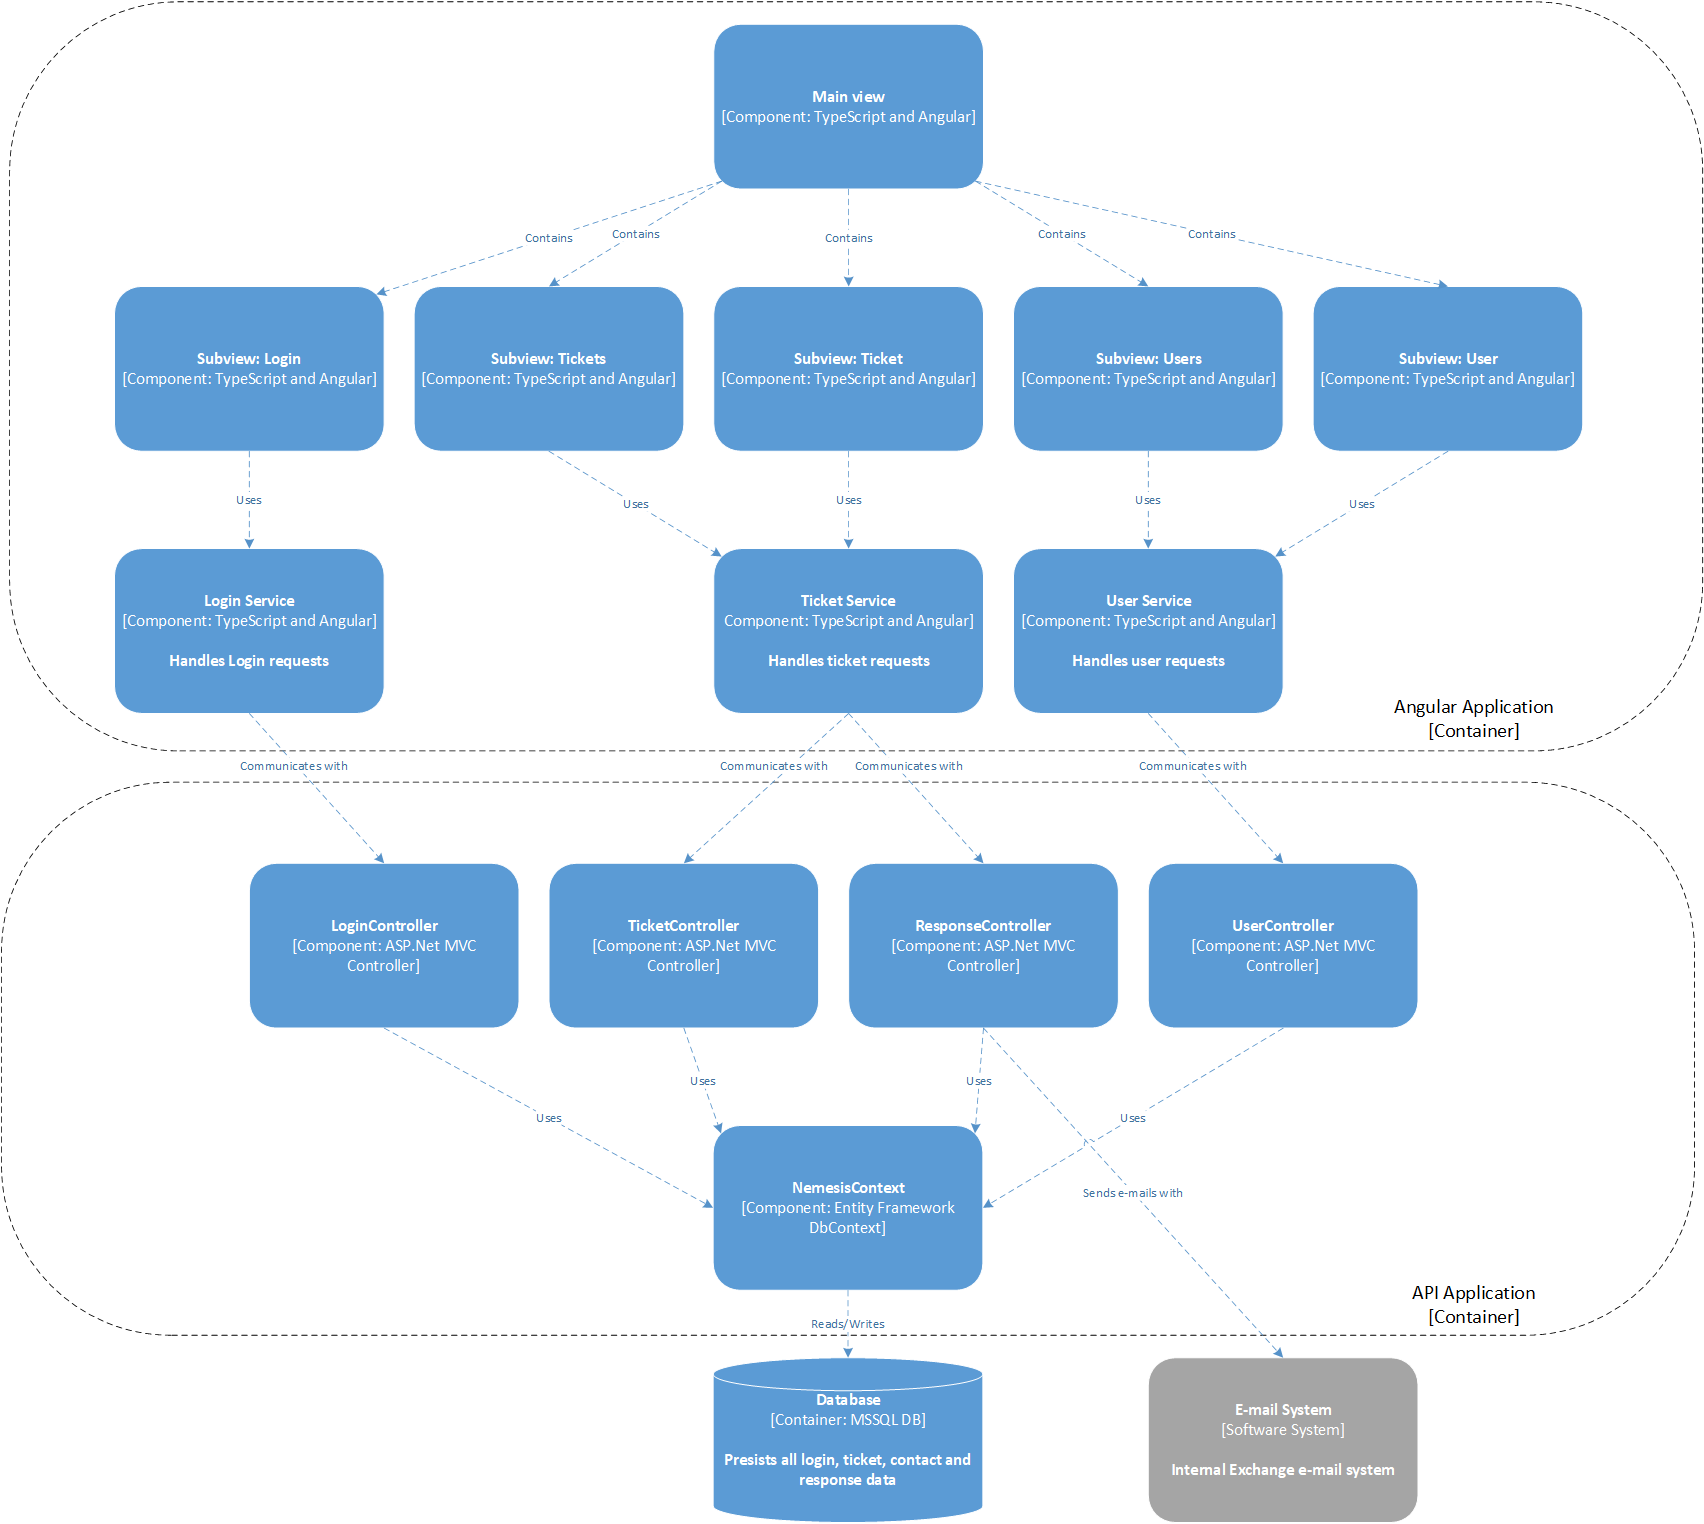 Main view
[Component: TypeScript and Angular]
Contains
Contains
Contains
Contains
Contains
Subview: Login
[Component: TypeScript and Angular]
Subview: Tickets
[Component: TypeScript and Angular]
Subview: Ticket
[Component: TypeScript and Angular]
Subview: Users
[Component: TypeScript and Angular]
Subview: User
[Component: TypeScript and Angular]
Uses
Uses
Uses
Uses
Uses
Login Service
[Component: TypeScript and Angular]
Handles Login requests
Ticket Service
Component: TypeScript and Angular]
Handles ticket requests
User Service
[Component: TypeScript and Angular]
Handles user requests
Angular Application
[Container]
Communicates with
Communicates with
Communicates with
Communicates with
LoginController
[Component: ASP.Net MVC
Controller]
TicketController
[Component: ASP.Net MVC
Controller]
ResponseController
[Component: ASP.Net MVC
Controller]
UserController
[Component: ASP.Net MVC
Controller]
Uses
Uses
Uses
Uses
Sends e-mails with
NemesisContext
[Component: Entity Framework
DbContext]
API Application
[Container]
Reads/Writes
Database
[Container: MSSQL DB]
Presists all login, ticket, contact and
response data
E-mail System
[Software System]
Internal Exchange e-mail system